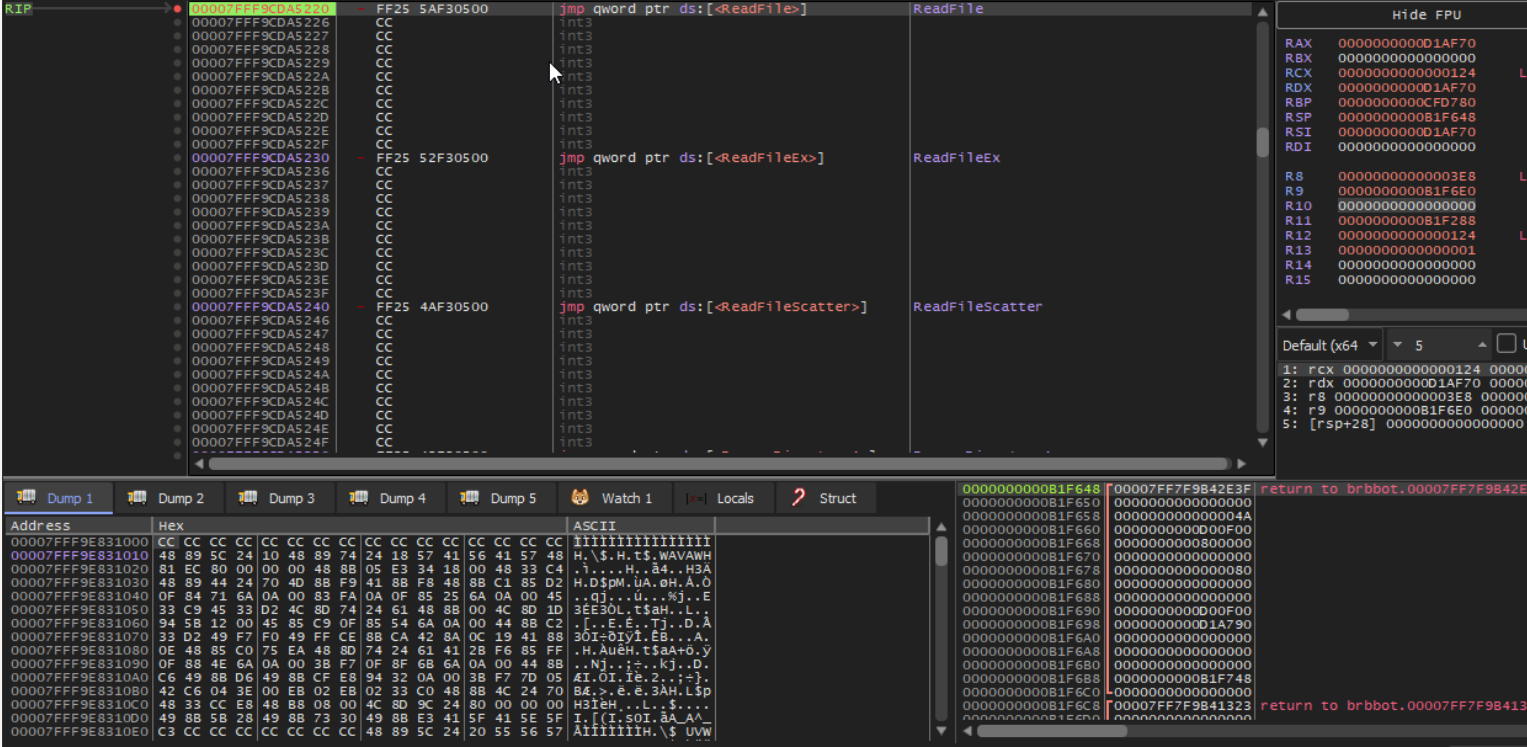 RIP
00007FFF9CDA5220 - FF25 5AF30500 jmp qword ptr ds:[<ReadFile>] ReadFile
00007FFF9CDA5226 CC int3
00007FFF9CDA5227 CC int3
00007FFF9CDA5228 CC int3
00007FFF9CDA5229 CC int3
00007FFF9CDA522A CC int3
00007FFF9CDA522B CC int3
00007FFF9CDA522C CC int3
00007FFF9CDA522D CC int3
00007FFF9CDA522E CC int3
00007FFF9CDA522F CC int3
00007FFF9CDA5230 - FF25 52F30500 jmp qword ptr ds:[<ReadFileEx>] ReadFileEx
00007FFF9CDA5236 CC int3
00007FFF9CDA5237 CC int3
00007FFF9CDA5238 CC int3
00007FFF9CDA5239 CC int3
00007FFF9CDA523A CC int3
00007FFF9CDA523B CC int3
00007FFF9CDA523C CC int3
00007FFF9CDA523D CC int3
00007FFF9CDA523E CC int3
00007FFF9CDA523F CC int3
00007FFF9CDA5240 - FF25 4AF30500 jmp qword ptr ds:[<ReadFileScatter>] ReadFileScatter
00007FFF9CDA5246 CC int3
00007FFF9CDA5247 CC int3
00007FFF9CDA5248 CC int3
00007FFF9CDA5249 CC int3
00007FFF9CDA524A CC int3
00007FFF9CDA524B CC int3
00007FFF9CDA524C CC int3
00007FFF9CDA524D CC int3
00007FFF9CDA524E CC int3
00007FFF9CDA524F CC int3
Hide FPU
RAX 0000000000D1AF70
RBX 0000000000000000
RCX 0000000000000124 L
RDX 0000000000D1AF70
RBP 0000000000CFD780
RSP 0000000000B1F648
RSI 0000000000D1AF70
RDI 0000000000000000
R8 00000000000003E8 L
R9 0000000000B1F6E0
R10 0000000000000000
R11 0000000000B1F288
R12 0000000000000124 L
R13 0000000000000001
R14 0000000000000000
R15 0000000000000000
Default (x64 5
1: rcx 0000000000000124 00000
2: rdx 0000000000D1AF70 00000
3: r8 00000000000003E8 00000
4: r9 0000000000B1F6E0 00000
5: [rsp+28] 0000000000000000
Dump 1 Dump 2 Dump 3 Dump 4 Dump 5 Watch 1 Locals Struct
Address Hex ASCII
00007FFF9E831000 CC CC CC CC CC CC CC CC CC CC CC CC CC CC CC CC ÌÌÌÌÌÌÌÌÌÌÌÌÌÌÌÌ
00007FFF9E831010 48 89 5C 24 10 48 89 74 24 18 57 41 56 41 57 48 H.\$.H.t$.WAVAWH
00007FFF9E831020 81 EC 80 00 00 00 48 8B 05 E3 34 18 00 48 33 C4 .ì....H..ã4..H3Ä
00007FFF9E831030 48 89 44 24 70 4D 8B F9 41 8B F8 48 8B C1 85 D2 H.D$pM.ùA.øH.Á.Ò
00007FFF9E831040 0F 84 71 6A 0A 00 83 FA 0A 0F 85 25 6A 0A 00 45 ..qj...ú...%j..E
00007FFF9E831050 33 C9 45 33 D2 4C 8D 74 24 61 48 8B 00 4C 8D 1D 3ÉE3ÒL.t$aH..L..
00007FFF9E831060 94 5B 12 00 45 85 C9 0F 85 54 6A 0A 00 44 8B C2 .[..E.É..Tj..D.Â
00007FFF9E831070 33 D2 49 F7 F0 49 FF CE 8B CA 42 8A 0C 19 41 88 3ÒI÷ðIÿÎ.ÊB...A.
00007FFF9E831080 0E 48 85 C0 75 EA 48 8D 74 24 61 41 2B F6 85 FF .H.ÀuêH.t$aA+ö.ÿ
00007FFF9E831090 0F 88 4E 6A 0A 00 3B F7 0F 8F 6B 6A 0A 00 44 8B ..Nj..;÷..kj..D.
00007FFF9E8310A0 C6 49 8B D6 49 8B CF E8 94 32 0A 00 3B F7 7D 05 ÆI.ÖI.Ïè.2..;÷}.
00007FFF9E8310B0 42 C6 04 3E 00 EB 02 EB 02 33 C0 48 8B 4C 24 70 BÆ.>.ë.ë.3ÀH.L$p
00007FFF9E8310C0 48 33 CC E8 48 B8 08 00 4C 8D 9C 24 80 00 00 00 H3ÌèH¸..L..$....
00007FFF9E8310D0 49 8B 5B 28 49 8B 73 30 49 8B E3 41 5F 41 5E 5F I.[(I.s0I.ãA_A^_
00007FFF9E8310E0 C3 CC CC CC CC CC CC CC 48 89 5C 24 20 55 56 57 ÃÌÌÌÌÌÌÌH.\$ UVW
0000000000B1F648 00007FF7F9B42E3F return to brbbot.00007FF7F9B42E
0000000000B1F650 0000000000000000
0000000000B1F658 000000000000004A
0000000000B1F660 0000000000D00F00
0000000000B1F668 0000000000800000
0000000000B1F670 0000000000000000
0000000000B1F678 0000000000000080
0000000000B1F680 0000000000000000
0000000000B1F688 0000000000000000
0000000000B1F690 0000000000D00F00
0000000000B1F698 0000000000D1A790
0000000000B1F6A0 0000000000000000
0000000000B1F6A8 0000000000000000
0000000000B1F6B0 0000000000000000
0000000000B1F6B8 0000000000B1F748
0000000000B1F6C0 0000000000000000
0000000000B1F6C8 00007FF7F9B41323 return to brbbot.00007FF7F9B413
0000000000B1F6D0 0000000000000000